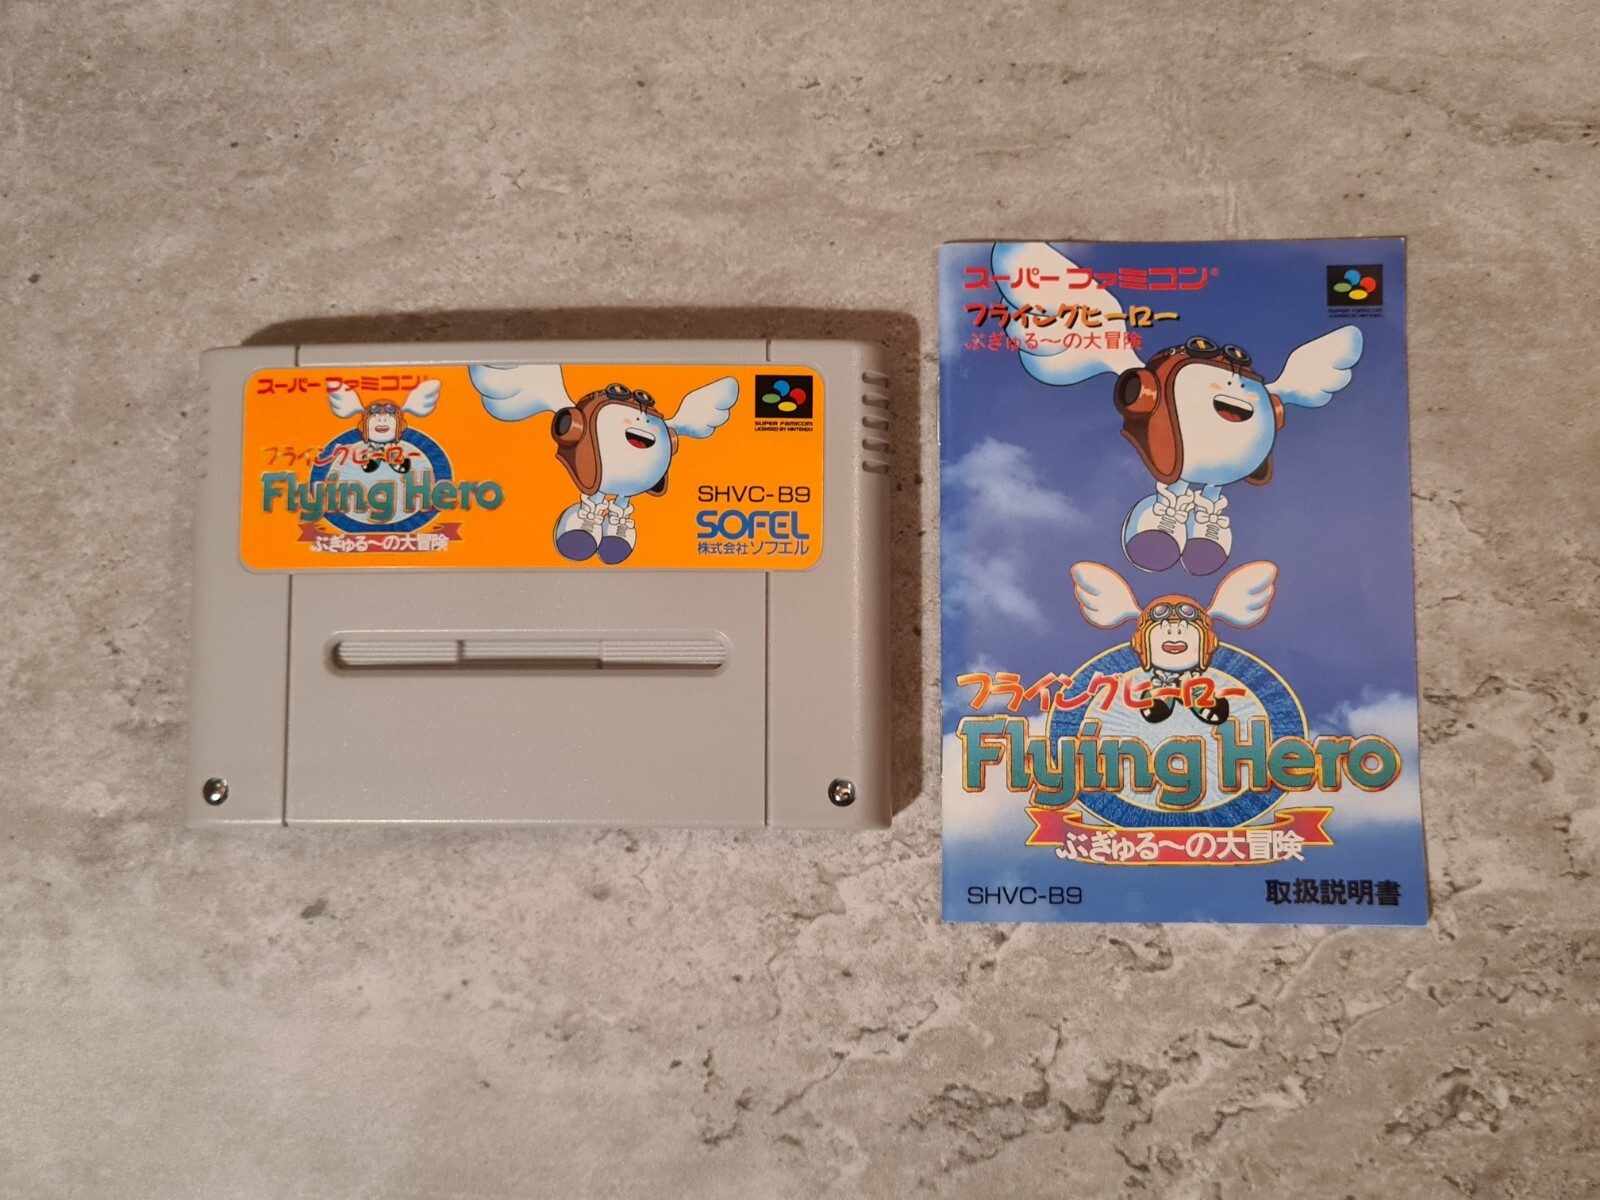 スーパーファミコン
フライングヒーロー
Flying Hero
ぶぎゅる〜の大冒険
SUPER FAMICOM
LICENSED BY NINTENDO
SHVC-B9
SOFEL
株式会社ソフエル
スーパーファミコン®
フライングヒーロー
ぶぎゅる〜の大冒険
SUPER FAMICOM
LICENSED BY NINTENDO
フライングヒーロー
Flying Hero
ぶぎゅる〜の大冒険
SHVC-B9
取扱説明書